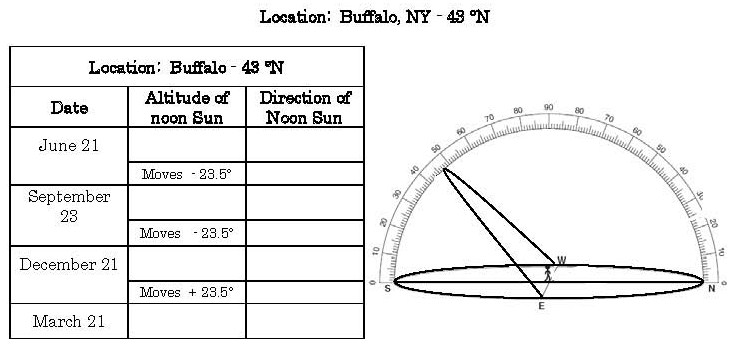 Location: Buffalo, NY - 43 °N
Location: Buffalo - 43 °N
Date
Altitude of
noon Sun
Direction of
Noon Sun
June 21
Moves - 23.5°
September
23
Moves - 23.5°
December 21
Moves + 23.5°
March 21
0
10
20
30
40
50
60
70
80
90
80
70
60
50
40
20
0
S
N
W
E